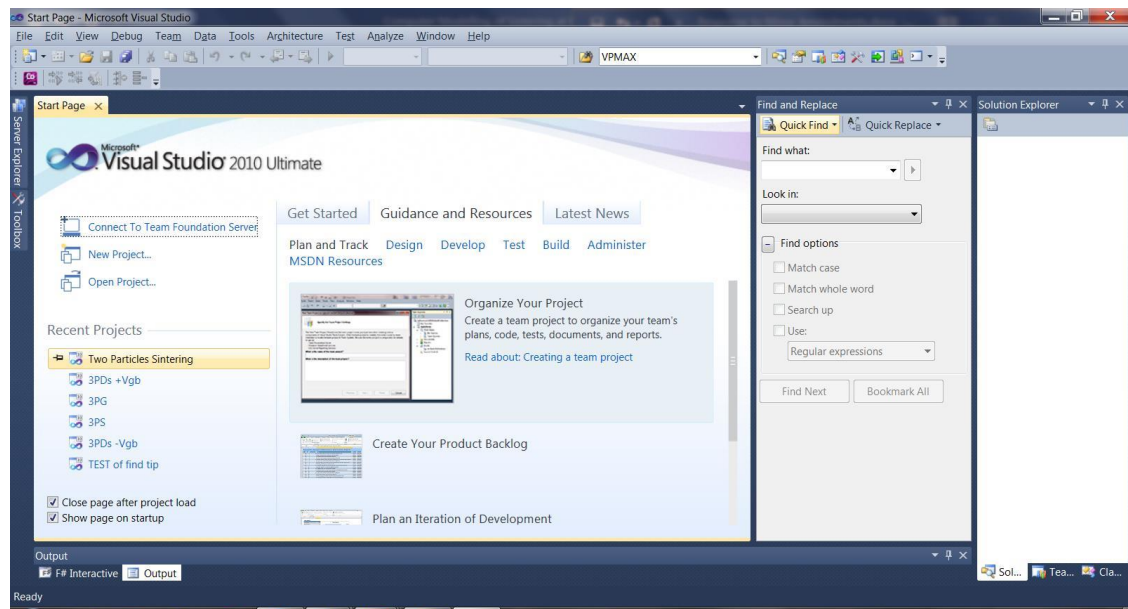 Start Page - Microsoft Visual Studio
File Edit View Debug Team Data Tools Architecture Test Analyze Window Help
VPMAX
Server Explorer
Toolbox
Start Page
Microsoft
Visual Studio 2010 Ultimate
Connect To Team Foundation Server
New Project...
Open Project...
Recent Projects
Two Particles Sintering
3PDs +Vgb
3PG
3PS
3PDs -Vgb
TEST of find tip
Close page after project load
Show page on startup
Get Started Guidance and Resources Latest News
Plan and Track Design Develop Test Build Administer
MSDN Resources
Organize Your Project
Create a team project to organize your team's
plans, code, tests, documents, and reports.
Read about: Creating a team project
Create Your Product Backlog
Plan an Iteration of Development
Find and Replace
Quick Find Quick Replace
Find what:
Look in:
Find options
Match case
Match whole word
Search up
Use:
Regular expressions
Find Next Bookmark All
Solution Explorer
Sol... Tea... Cla...
Output
F# Interactive Output
Ready